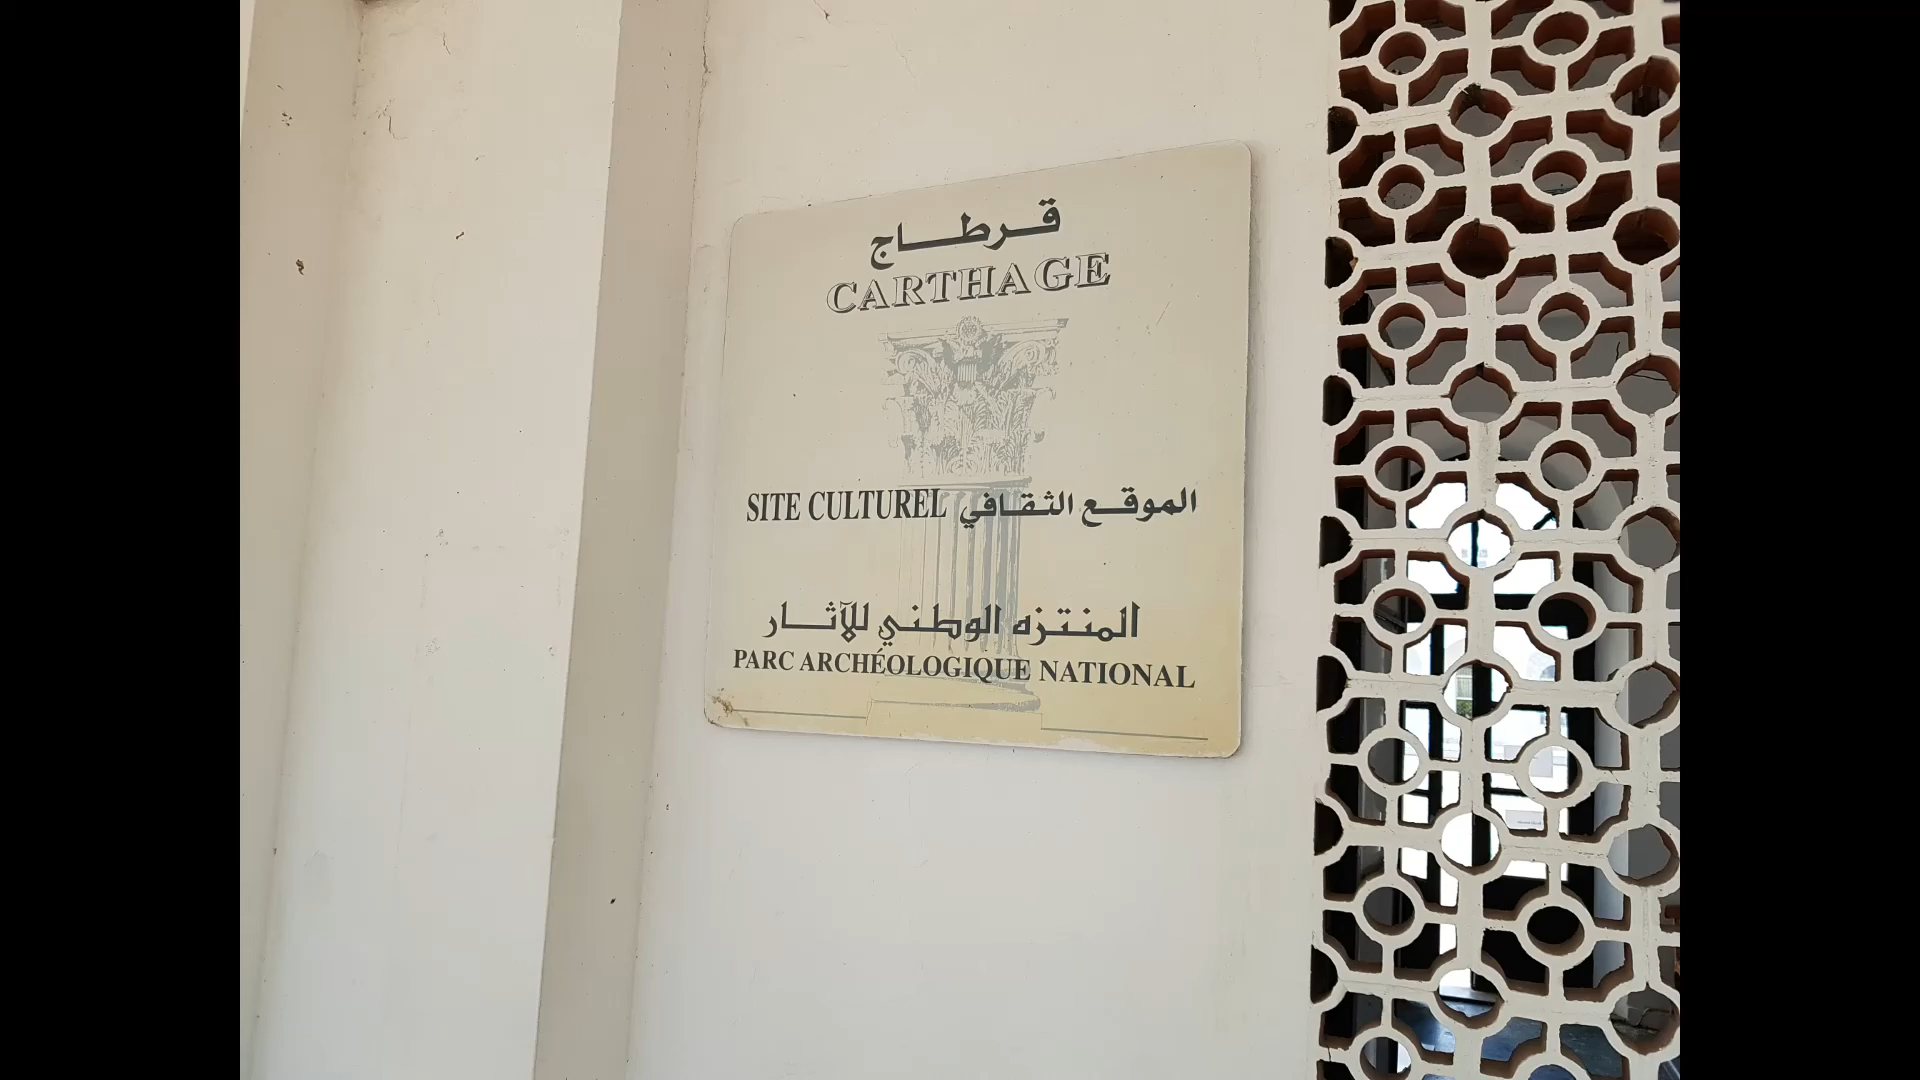 قرطاج
CARTHAGE
SITE CULTUREL الموقع الثقافي
المنتزه الوطني للآثار
PARC ARCHÉOLOGIQUE NATIONAL